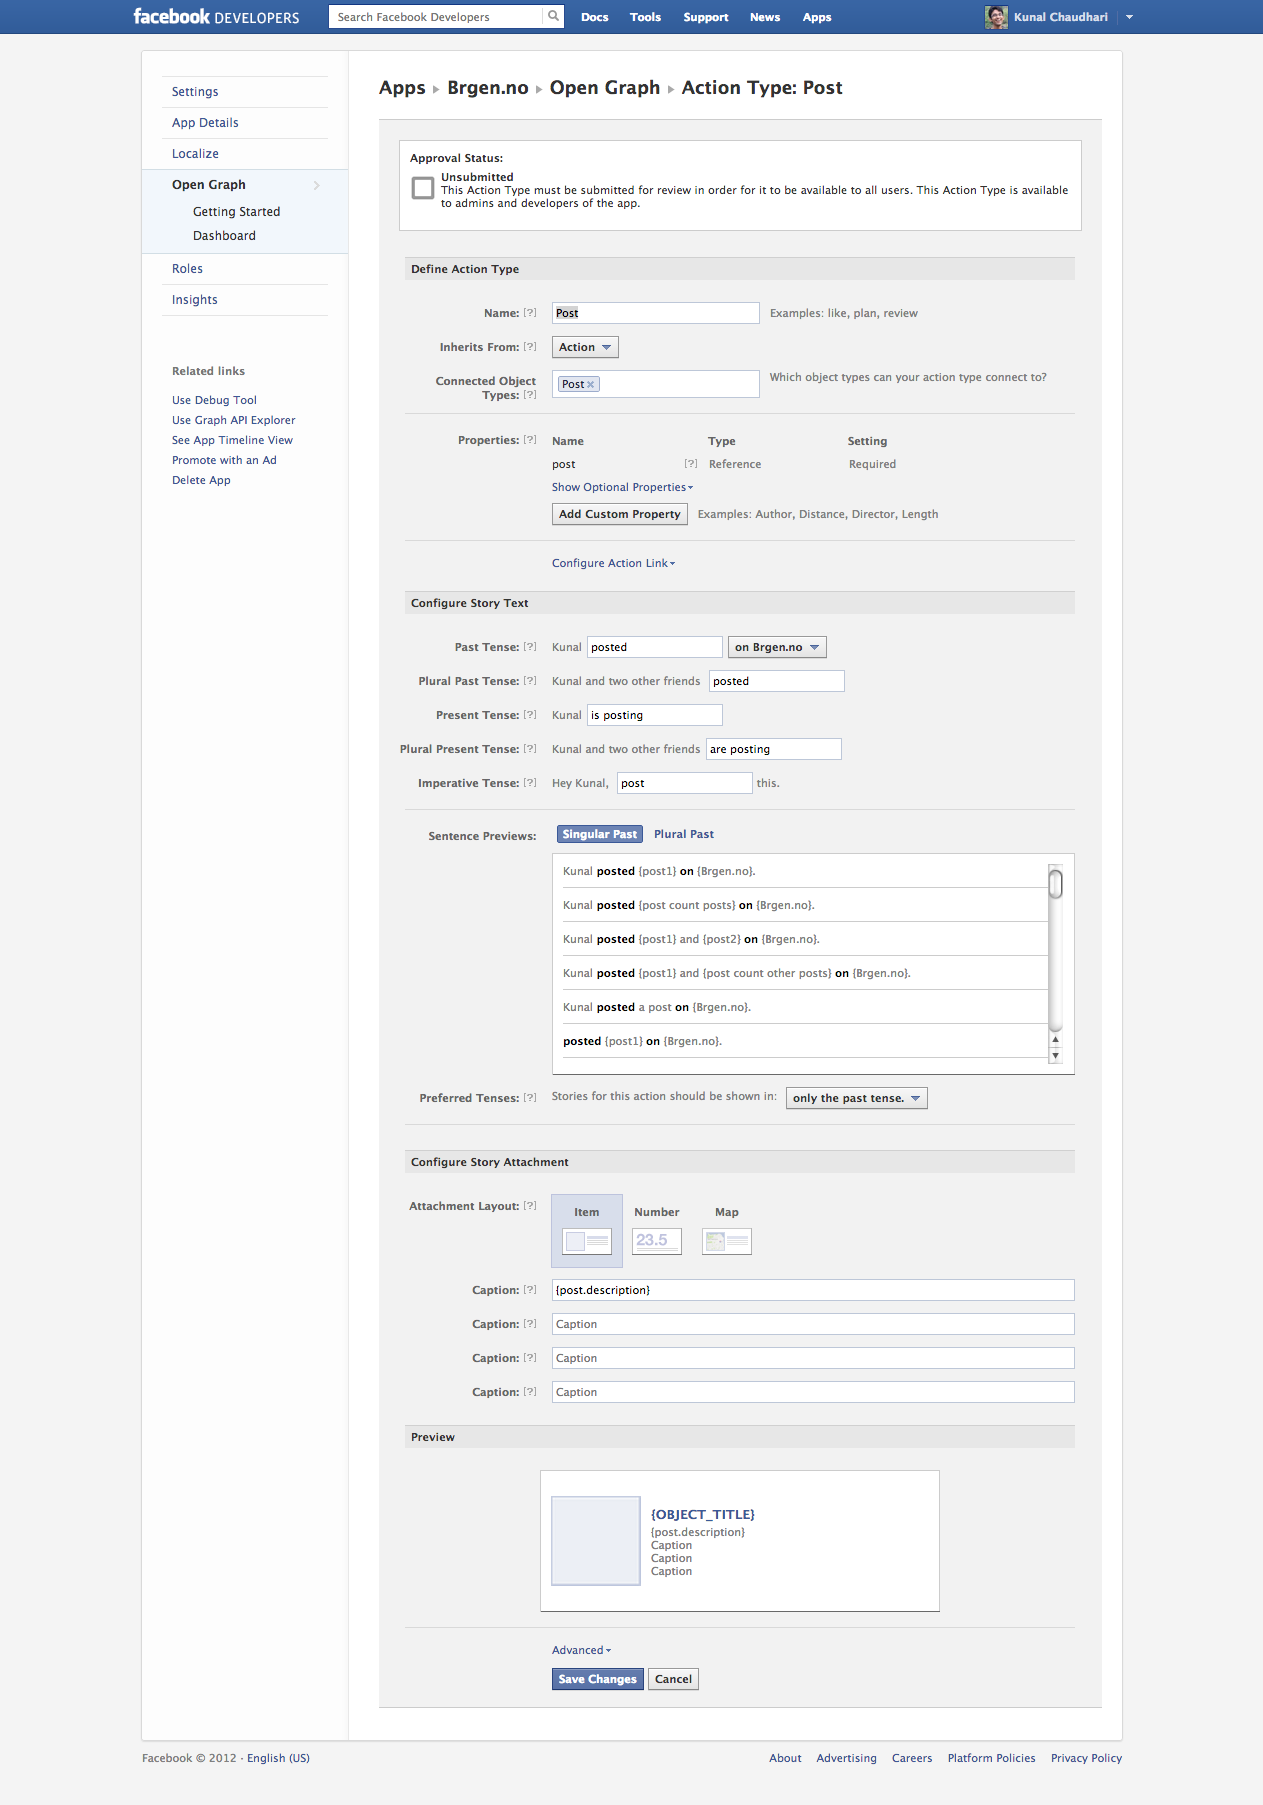 facebook DEVELOPERS
Search Facebook Developers
Docs Tools Support News Apps
Kunal Chaudhari
Settings
App Details
Localize
Open Graph
Getting Started
Dashboard
Roles
Insights
Related links
Use Debug Tool
Use Graph API Explorer
See App Timeline View
Promote with an Ad
Delete App
Apps ▸ Brgen.no ▸ Open Graph ▸ Action Type: Post
Approval Status:
Unsubmitted
This Action Type must be submitted for review in order for it to be available to all users. This Action Type is available
to admins and developers of the app.
Define Action Type
Name: [?] Post Examples: like, plan, review
Inherits From: [?] Action
Connected Object
Types: [?] Post × Which object types can your action type connect to?
Properties: [?] Name Type Setting
post [?] Reference Required
Show Optional Properties
Add Custom Property Examples: Author, Distance, Director, Length
Configure Action Link
Configure Story Text
Past Tense: [?] Kunal posted on Brgen.no
Plural Past Tense: [?] Kunal and two other friends posted
Present Tense: [?] Kunal is posting
Plural Present Tense: [?] Kunal and two other friends are posting
Imperative Tense: [?] Hey Kunal, post this.
Sentence Previews: Singular Past Plural Past
Kunal posted {post1} on {Brgen.no}.
Kunal posted {post count posts} on {Brgen.no}.
Kunal posted {post1} and {post2} on {Brgen.no}.
Kunal posted {post1} and {post count other posts} on {Brgen.no}.
Kunal posted a post on {Brgen.no}.
posted {post1} on {Brgen.no}.
Preferred Tenses: [?] Stories for this action should be shown in: only the past tense.
Configure Story Attachment
Attachment Layout: [?] Item Number Map
23.5
Caption: [?] {post.description}
Caption: [?] Caption
Caption: [?] Caption
Caption: [?] Caption
Preview
{OBJECT_TITLE}
{post.description}
Caption
Caption
Caption
Advanced
Save Changes Cancel
Facebook © 2012 · English (US)
About Advertising Careers Platform Policies Privacy Policy